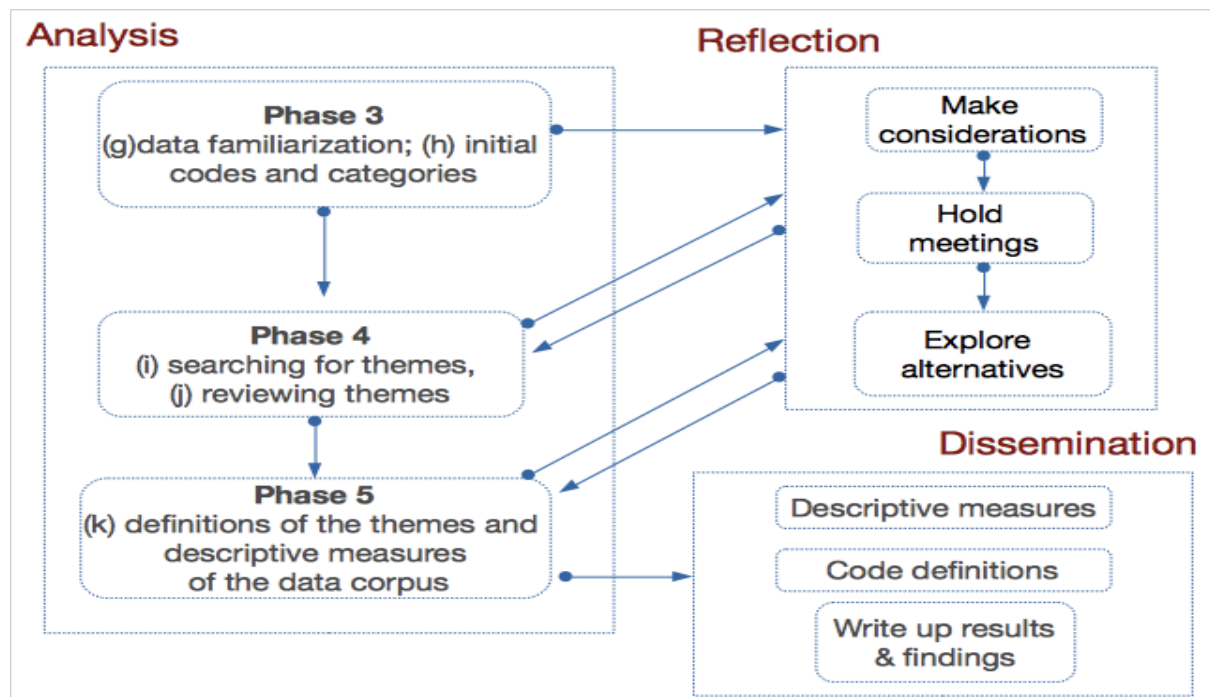 Analysis
Phase 3
(g)data familiarization; (h) initial
codes and categories
Phase 4
(i) searching for themes,
(j) reviewing themes
Phase 5
(k) definitions of the themes and
descriptive measures
of the data corpus
Reflection
Make
considerations
Hold
meetings
Explore
alternatives
Dissemination
Descriptive measures
Code definitions
Write up results
& findings